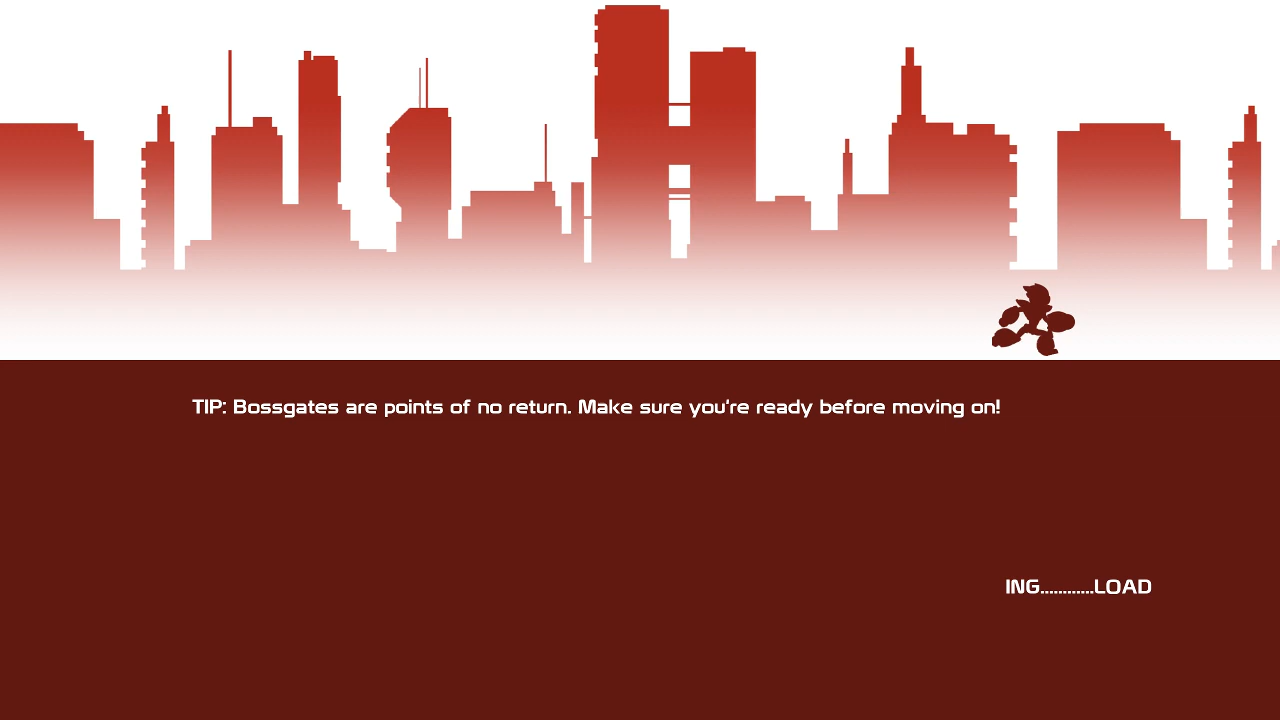 TIP: Bossgates are points of no return. Make sure you're ready before moving on!
ING............LOAD